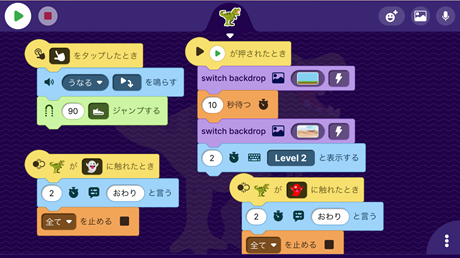 をタップしたとき
うなる を鳴らす
90 ジャンプする
が に触れたとき
2 おわり と言う
全て を止める
が押されたとき
switch backdrop
10 秒待つ
switch backdrop
2 Level 2 と表示する
が に触れたとき
2 おわり と言う
全て を止める